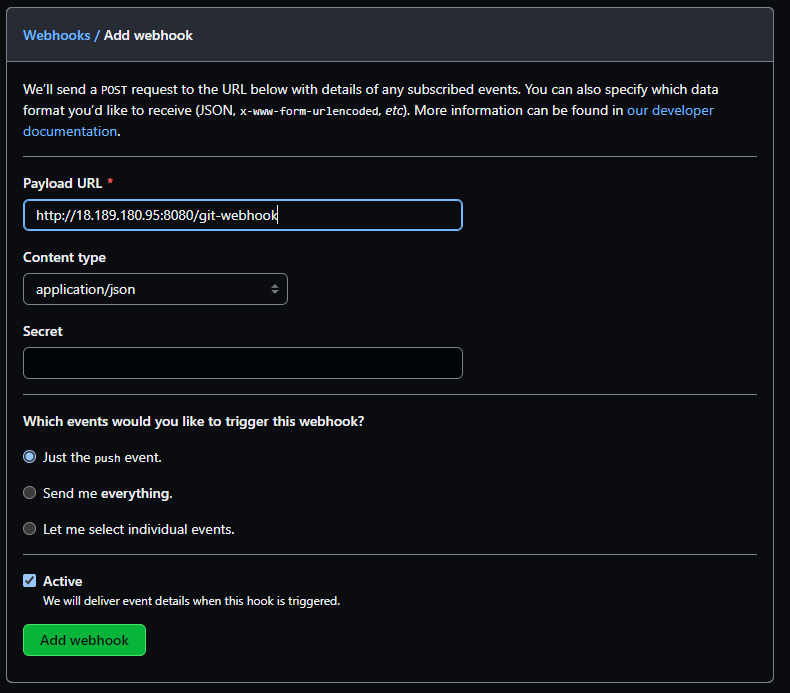 Webhooks / Add webhook
We'll send a POST request to the URL below with details of any subscribed events. You can also specify which data
format you'd like to receive (JSON, x-www-form-urlencoded, etc). More information can be found in our developer
documentation.
Payload URL *
http://18.189.180.95:8080/git-webhook
Content type
application/json
Secret
Which events would you like to trigger this webhook?
Just the push event.
Send me everything.
Let me select individual events.
Active
We will deliver event details when this hook is triggered.
Add webhook